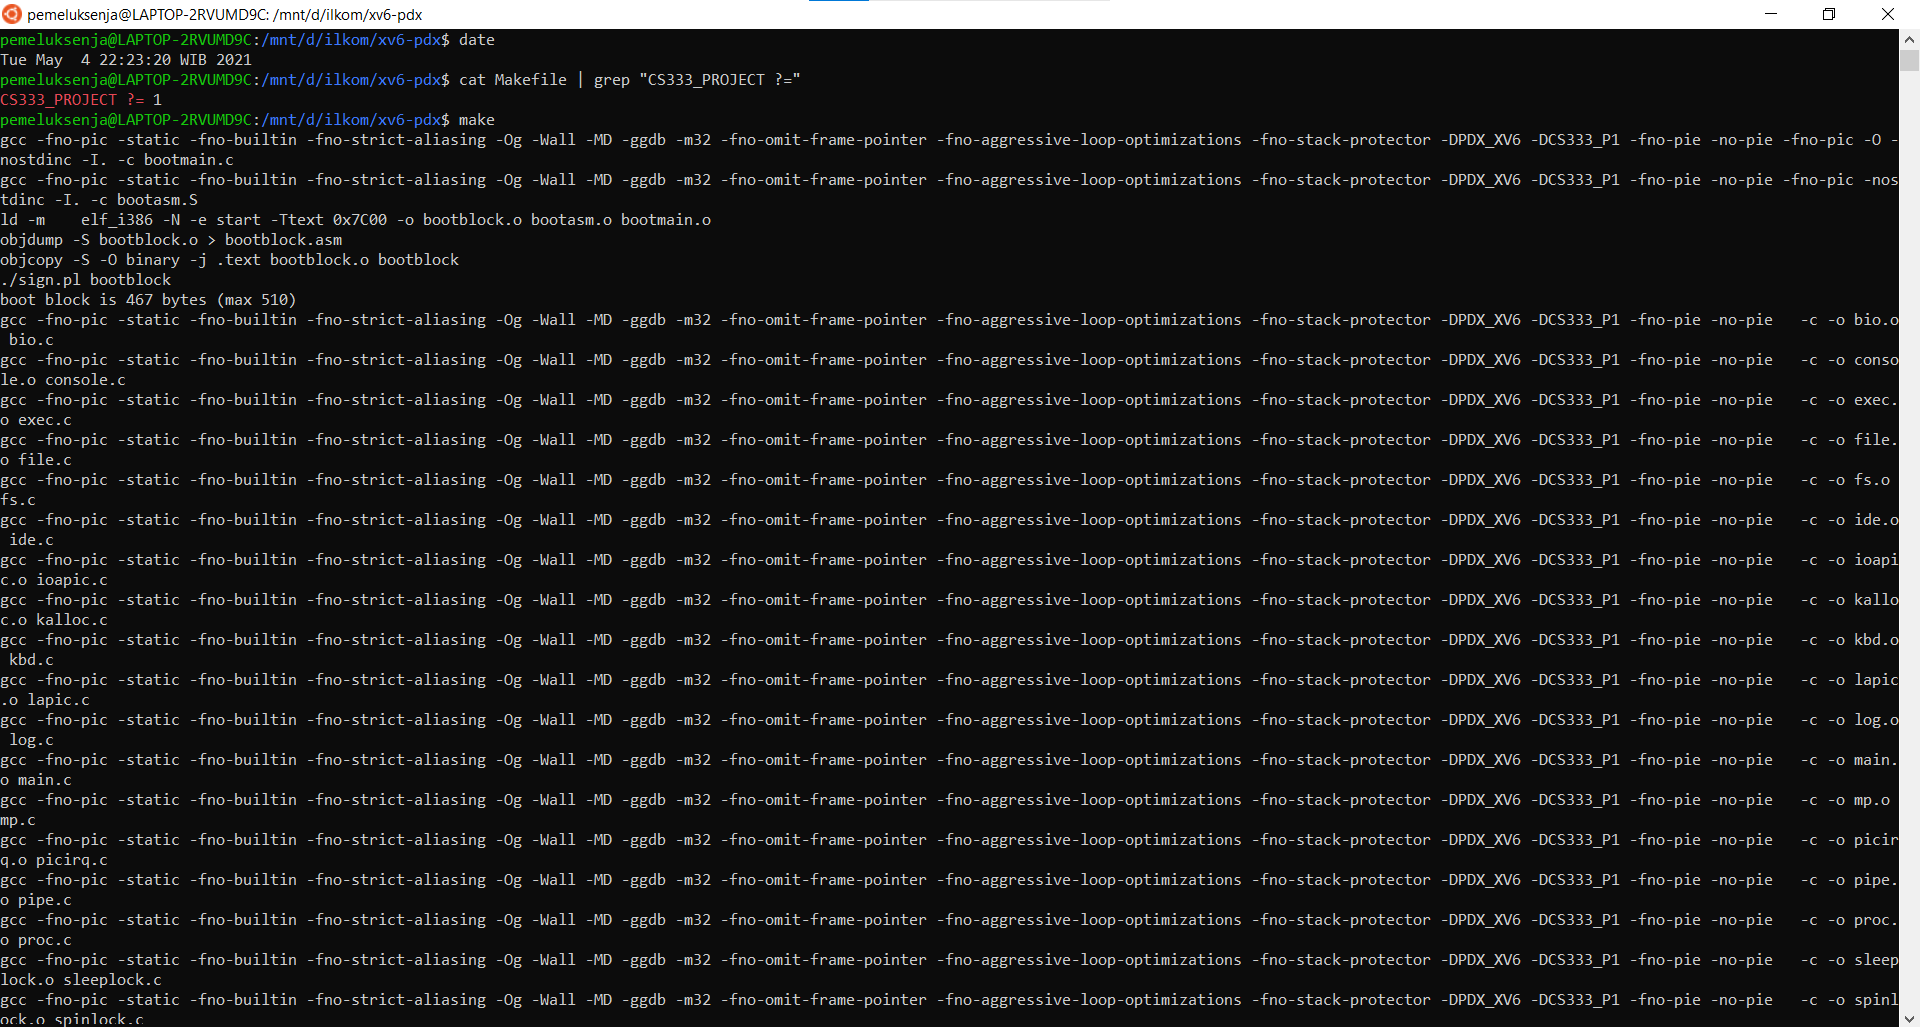 pemeluksenja@LAPTOP-2RVUMD9C: /mnt/d/ilkom/xv6-pdx
pemeluksenja@LAPTOP-2RVUMD9C:/mnt/d/ilkom/xv6-pdx$ date
Tue May  4 22:23:20 WIB 2021
pemeluksenja@LAPTOP-2RVUMD9C:/mnt/d/ilkom/xv6-pdx$ cat Makefile | grep "CS333_PROJECT ?="
CS333_PROJECT ?= 1
pemeluksenja@LAPTOP-2RVUMD9C:/mnt/d/ilkom/xv6-pdx$ make
gcc -fno-pic -static -fno-builtin -fno-strict-aliasing -Og -Wall -MD -ggdb -m32 -fno-omit-frame-pointer -fno-aggressive-loop-optimizations -fno-stack-protector -DPDX_XV6 -DCS333_P1 -fno-pie -no-pie -fno-pic -O -
nostdinc -I. -c bootmain.c
gcc -fno-pic -static -fno-builtin -fno-strict-aliasing -Og -Wall -MD -ggdb -m32 -fno-omit-frame-pointer -fno-aggressive-loop-optimizations -fno-stack-protector -DPDX_XV6 -DCS333_P1 -fno-pie -no-pie -fno-pic -nos
tdinc -I. -c bootasm.S
ld -m    elf_i386 -N -e start -Ttext 0x7C00 -o bootblock.o bootasm.o bootmain.o
objdump -S bootblock.o > bootblock.asm
objcopy -S -O binary -j .text bootblock.o bootblock
./sign.pl bootblock
boot block is 467 bytes (max 510)
gcc -fno-pic -static -fno-builtin -fno-strict-aliasing -Og -Wall -MD -ggdb -m32 -fno-omit-frame-pointer -fno-aggressive-loop-optimizations -fno-stack-protector -DPDX_XV6 -DCS333_P1 -fno-pie -no-pie   -c -o bio.o
 bio.c
gcc -fno-pic -static -fno-builtin -fno-strict-aliasing -Og -Wall -MD -ggdb -m32 -fno-omit-frame-pointer -fno-aggressive-loop-optimizations -fno-stack-protector -DPDX_XV6 -DCS333_P1 -fno-pie -no-pie   -c -o conso
le.o console.c
gcc -fno-pic -static -fno-builtin -fno-strict-aliasing -Og -Wall -MD -ggdb -m32 -fno-omit-frame-pointer -fno-aggressive-loop-optimizations -fno-stack-protector -DPDX_XV6 -DCS333_P1 -fno-pie -no-pie   -c -o exec.
o exec.c
gcc -fno-pic -static -fno-builtin -fno-strict-aliasing -Og -Wall -MD -ggdb -m32 -fno-omit-frame-pointer -fno-aggressive-loop-optimizations -fno-stack-protector -DPDX_XV6 -DCS333_P1 -fno-pie -no-pie   -c -o file.
o file.c
gcc -fno-pic -static -fno-builtin -fno-strict-aliasing -Og -Wall -MD -ggdb -m32 -fno-omit-frame-pointer -fno-aggressive-loop-optimizations -fno-stack-protector -DPDX_XV6 -DCS333_P1 -fno-pie -no-pie   -c -o fs.o
fs.c
gcc -fno-pic -static -fno-builtin -fno-strict-aliasing -Og -Wall -MD -ggdb -m32 -fno-omit-frame-pointer -fno-aggressive-loop-optimizations -fno-stack-protector -DPDX_XV6 -DCS333_P1 -fno-pie -no-pie   -c -o ide.o
 ide.c
gcc -fno-pic -static -fno-builtin -fno-strict-aliasing -Og -Wall -MD -ggdb -m32 -fno-omit-frame-pointer -fno-aggressive-loop-optimizations -fno-stack-protector -DPDX_XV6 -DCS333_P1 -fno-pie -no-pie   -c -o ioapi
c.o ioapic.c
gcc -fno-pic -static -fno-builtin -fno-strict-aliasing -Og -Wall -MD -ggdb -m32 -fno-omit-frame-pointer -fno-aggressive-loop-optimizations -fno-stack-protector -DPDX_XV6 -DCS333_P1 -fno-pie -no-pie   -c -o kallo
c.o kalloc.c
gcc -fno-pic -static -fno-builtin -fno-strict-aliasing -Og -Wall -MD -ggdb -m32 -fno-omit-frame-pointer -fno-aggressive-loop-optimizations -fno-stack-protector -DPDX_XV6 -DCS333_P1 -fno-pie -no-pie   -c -o kbd.o
 kbd.c
gcc -fno-pic -static -fno-builtin -fno-strict-aliasing -Og -Wall -MD -ggdb -m32 -fno-omit-frame-pointer -fno-aggressive-loop-optimizations -fno-stack-protector -DPDX_XV6 -DCS333_P1 -fno-pie -no-pie   -c -o lapic
.o lapic.c
gcc -fno-pic -static -fno-builtin -fno-strict-aliasing -Og -Wall -MD -ggdb -m32 -fno-omit-frame-pointer -fno-aggressive-loop-optimizations -fno-stack-protector -DPDX_XV6 -DCS333_P1 -fno-pie -no-pie   -c -o log.o
 log.c
gcc -fno-pic -static -fno-builtin -fno-strict-aliasing -Og -Wall -MD -ggdb -m32 -fno-omit-frame-pointer -fno-aggressive-loop-optimizations -fno-stack-protector -DPDX_XV6 -DCS333_P1 -fno-pie -no-pie   -c -o main.
o main.c
gcc -fno-pic -static -fno-builtin -fno-strict-aliasing -Og -Wall -MD -ggdb -m32 -fno-omit-frame-pointer -fno-aggressive-loop-optimizations -fno-stack-protector -DPDX_XV6 -DCS333_P1 -fno-pie -no-pie   -c -o mp.o
mp.c
gcc -fno-pic -static -fno-builtin -fno-strict-aliasing -Og -Wall -MD -ggdb -m32 -fno-omit-frame-pointer -fno-aggressive-loop-optimizations -fno-stack-protector -DPDX_XV6 -DCS333_P1 -fno-pie -no-pie   -c -o picir
q.o picirq.c
gcc -fno-pic -static -fno-builtin -fno-strict-aliasing -Og -Wall -MD -ggdb -m32 -fno-omit-frame-pointer -fno-aggressive-loop-optimizations -fno-stack-protector -DPDX_XV6 -DCS333_P1 -fno-pie -no-pie   -c -o pipe.
o pipe.c
gcc -fno-pic -static -fno-builtin -fno-strict-aliasing -Og -Wall -MD -ggdb -m32 -fno-omit-frame-pointer -fno-aggressive-loop-optimizations -fno-stack-protector -DPDX_XV6 -DCS333_P1 -fno-pie -no-pie   -c -o proc.
o proc.c
gcc -fno-pic -static -fno-builtin -fno-strict-aliasing -Og -Wall -MD -ggdb -m32 -fno-omit-frame-pointer -fno-aggressive-loop-optimizations -fno-stack-protector -DPDX_XV6 -DCS333_P1 -fno-pie -no-pie   -c -o sleep
lock.o sleeplock.c
gcc -fno-pic -static -fno-builtin -fno-strict-aliasing -Og -Wall -MD -ggdb -m32 -fno-omit-frame-pointer -fno-aggressive-loop-optimizations -fno-stack-protector -DPDX_XV6 -DCS333_P1 -fno-pie -no-pie   -c -o spinl
ock.o spinlock.c